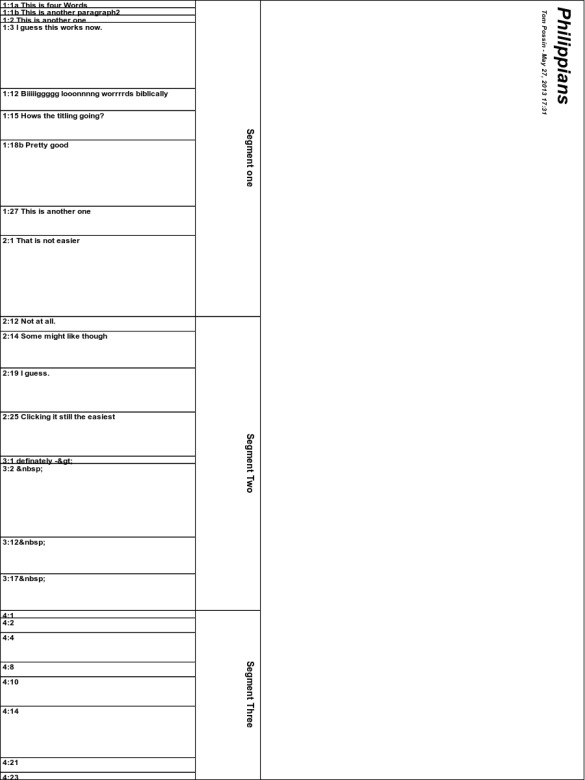 Philippians
Tom Possin - May 27, 2013 17:31
1:1a This is four Words
1:1b This is another paragraph2
1:2 This is another one
1:3 I guess this works now.
1:12 Biiiliggggg looonnnng worrrrds biblically
1:15 Hows the titling going?
1:18b Pretty good
1:27 This is another one
2:1 That is not easier
Segment one
2:12 Not at all.
2:14 Some might like though
2:19 I guess.
2:25 Clicking it still the easiest
3:1 definately -&gt;
3:2 &nbsp;
3:12&nbsp;
3:17&nbsp;
Segment Two
4:1
4:2
4:4
4:8
4:10
4:14
4:21
4:23
Segment Three